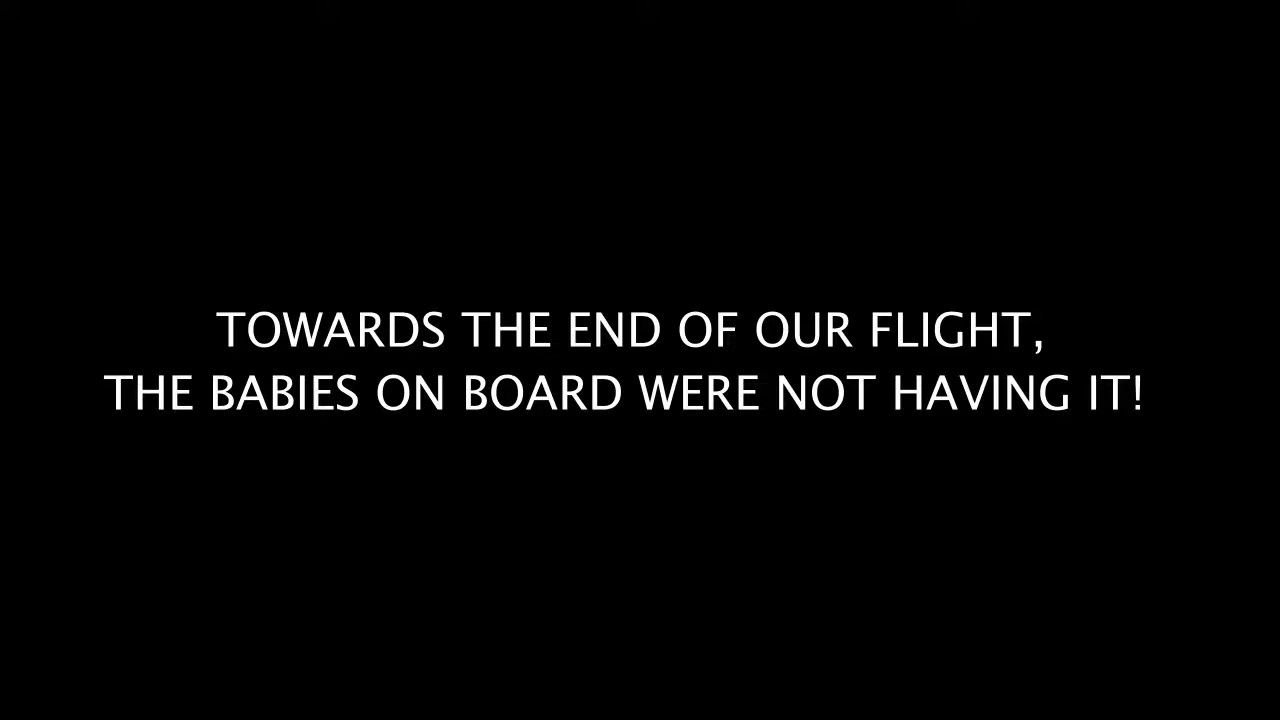 TOWARDS THE END OF OUR FLIGHT,
THE BABIES ON BOARD WERE NOT HAVING IT!